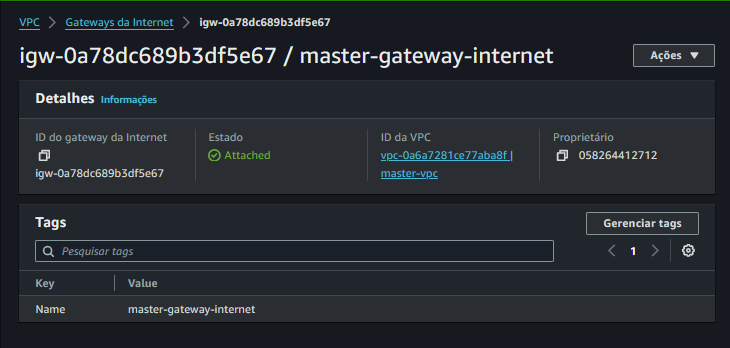 VPC > Gateways da Internet > igw-0a78dc689b3df5e67
igw-0a78dc689b3df5e67 / master-gateway-internet
Ações
Detalhes Informações
ID do gateway da Internet
igw-0a78dc689b3df5e67
Estado
Attached
ID da VPC
vpc-0a6a7281ce77aba8f |
master-vpc
Proprietário
058264412712
Tags
Gerenciar tags
Pesquisar tags
1
Key Value
Name master-gateway-internet